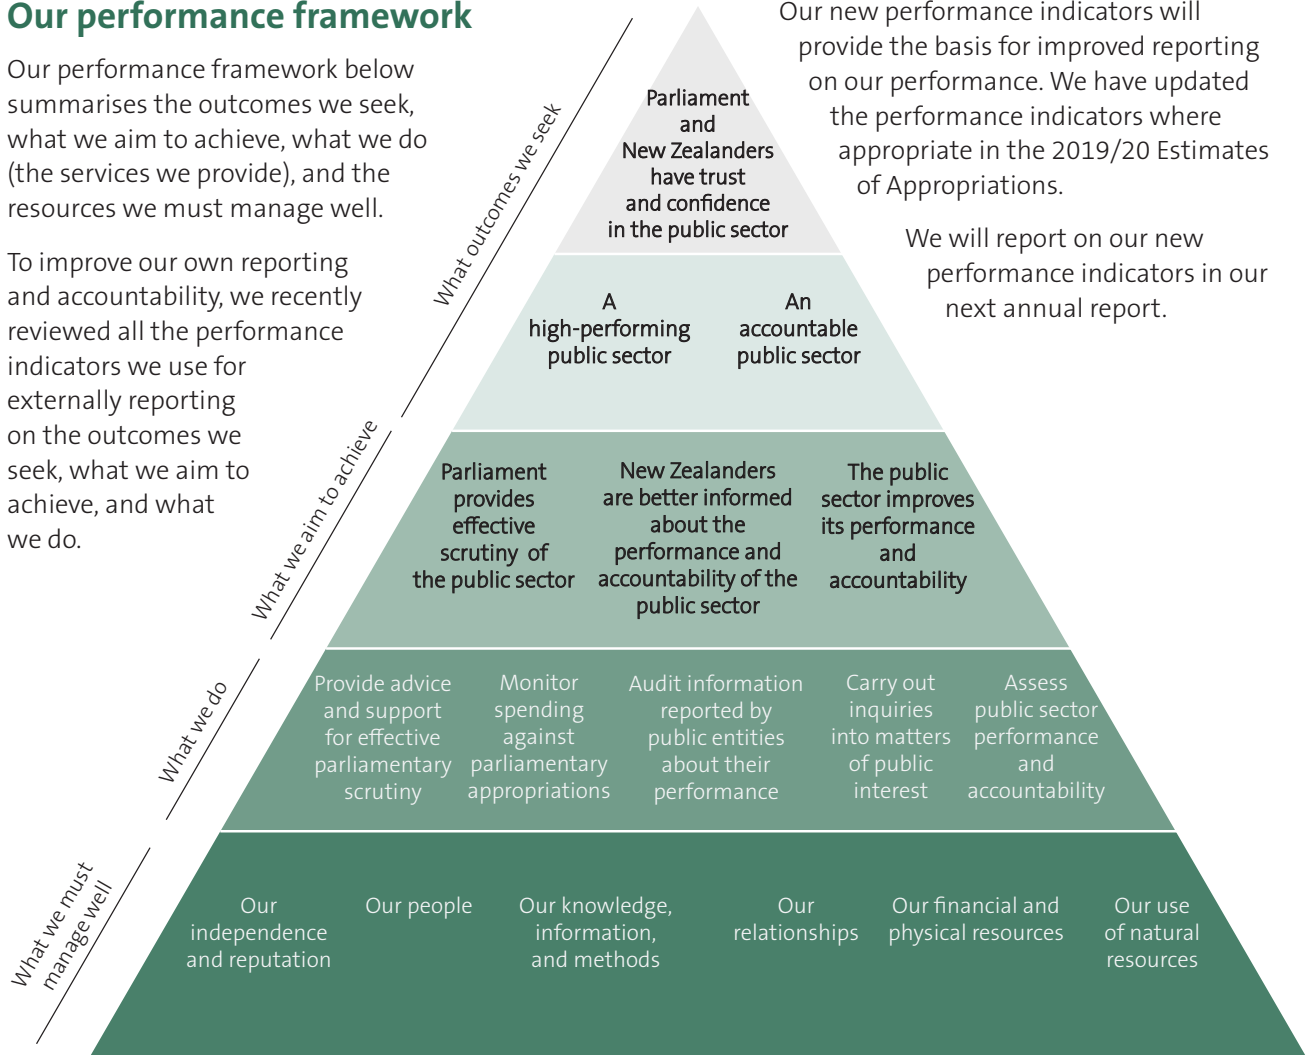 Our performance framework
Our performance framework below
summarises the outcomes we seek,
what we aim to achieve, what we do
(the services we provide), and the
resources we must manage well.
To improve our own reporting
and accountability, we recently
reviewed all the performance
indicators we use for
externally reporting
on the outcomes we
seek, what we aim to
achieve, and what
we do.
Our new performance indicators will
provide the basis for improved reporting
on our performance. We have updated
the performance indicators where
appropriate in the 2019/20 Estimates
of Appropriations.
We will report on our new
performance indicators in our
next annual report.
What outcomes we seek
Parliament
and
New Zealanders
have trust
and confidence
in the public sector
A
high-performing
public sector
An
accountable
public sector
What we aim to achieve
Parliament
provides
effective
scrutiny of
the public sector
New Zealanders
are better informed
about the
performance and
accountability of the
public sector
The public
sector improves
its performance
and
accountability
What we do
Provide advice
and support
for effective
parliamentary
scrutiny
Monitor
spending
against
parliamentary
appropriations
Audit information
reported by
public entities
about their
performance
Carry out
inquiries
into matters
of public
interest
Assess
public sector
performance
and
accountability
What we must
manage well
Our
independence
and reputation
Our people
Our knowledge,
information,
and methods
Our
relationships
Our financial and
physical resources
Our use
of natural
resources